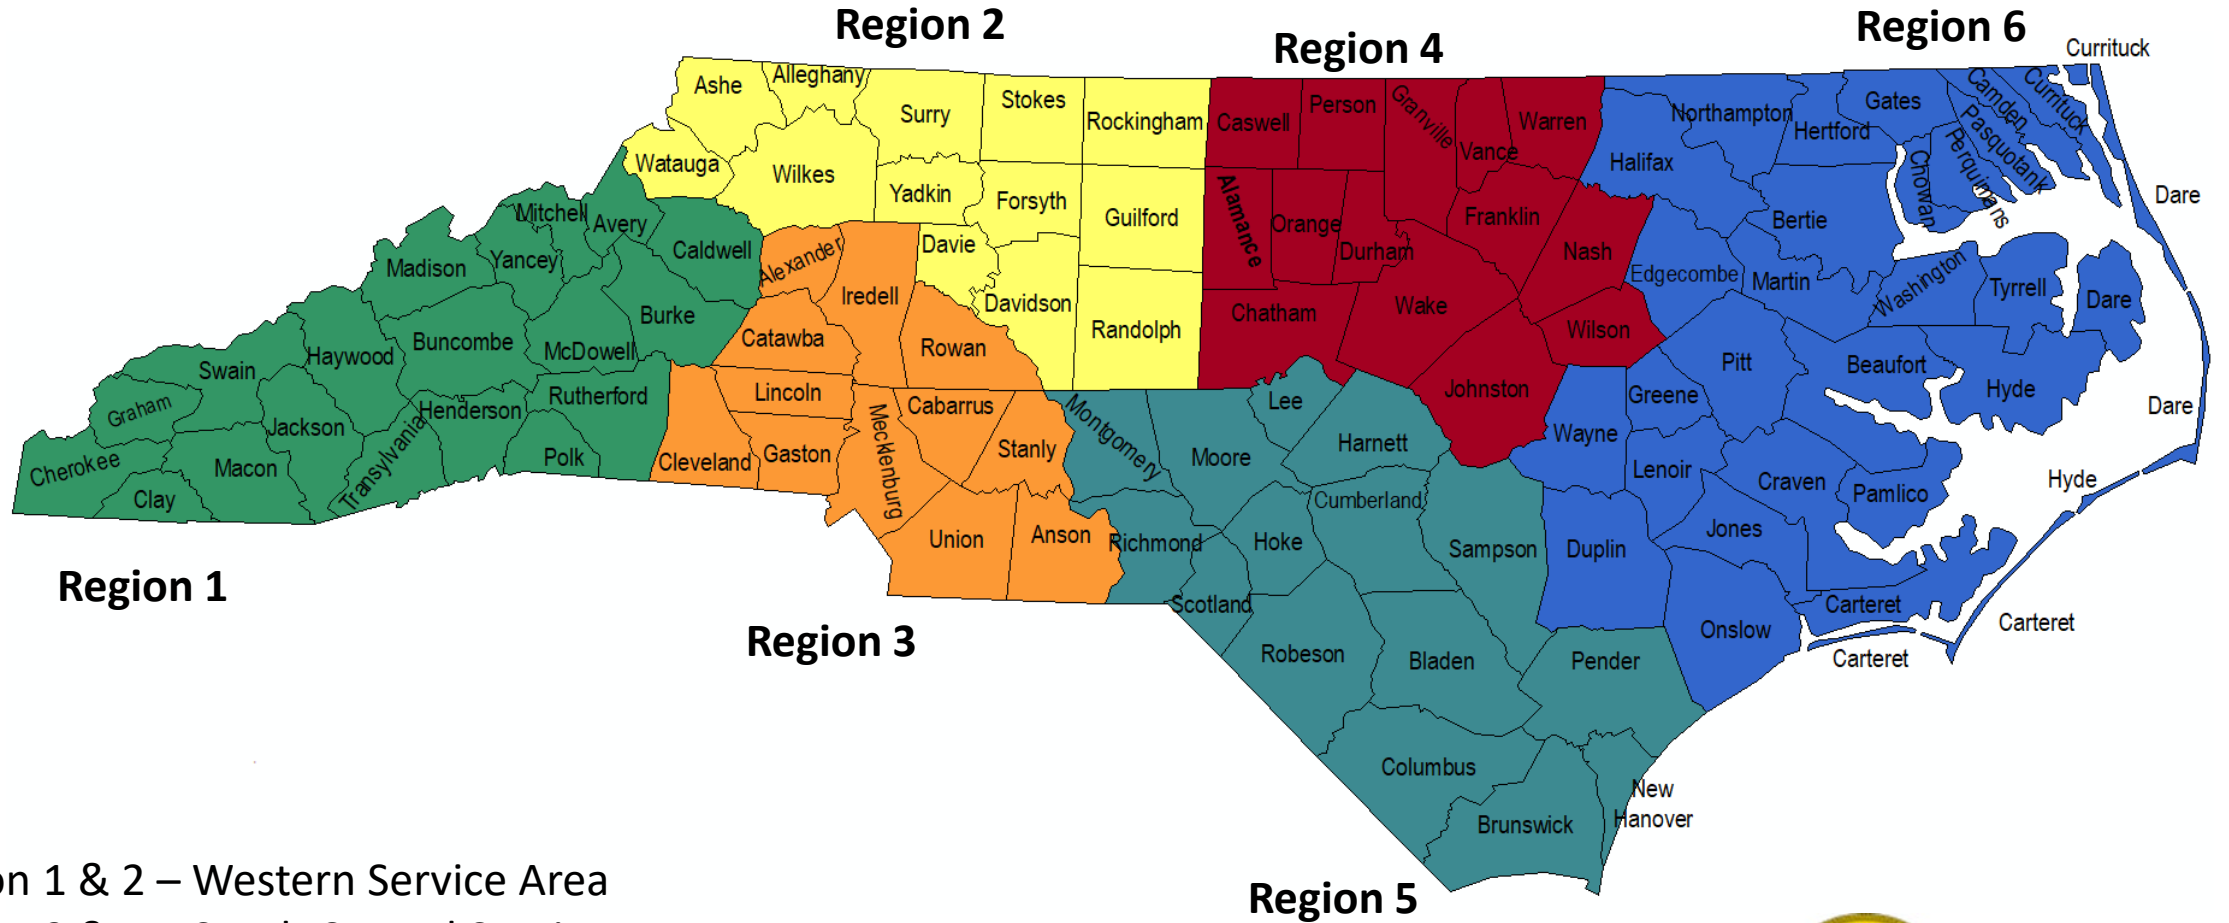 Region 2
Region 4
Region 6
Currituck
Ashe
Alleghany
Surry
Stokes
Rockingham
Caswell
Person
Granville
Vance
Warren
Northampton
Hertford
Gates
Camden
Currituck
Pasquotank
Perquimans
Chowan
Halifax
Watauga
Wilkes
Yadkin
Forsyth
Guilford
Alamance
Orange
Durham
Franklin
Nash
Edgecombe
Bertie
Martin
Washington
Tyrrell
Dare
Dare
Mitchell
Avery
Caldwell
Alexander
Davie
Madison
Yancey
Iredell
Davidson
Randolph
Chatham
Wake
Wilson
Burke
Buncombe
McDowell
Haywood
Catawba
Rowan
Swain
Graham
Jackson
Henderson
Rutherford
Lincoln
Cabarrus
Montgomery
Lee
Johnston
Greene
Pitt
Beaufort
Hyde
Dare
Cherokee
Macon
Clay
Transylvania
Polk
Cleveland
Gaston
Mecklenburg
Stanly
Moore
Harnett
Wayne
Lenoir
Craven
Pamlico
Hyde
Cumberland
Union
Anson
Richmond
Hoke
Sampson
Duplin
Jones
Region 1
Scotland
Carteret
Carteret
Onslow
Region 3
Robeson
Bladen
Pender
Carteret
Columbus
New
Hanover
Brunswick
on 1 & 2 – Western Service Area
Region 5